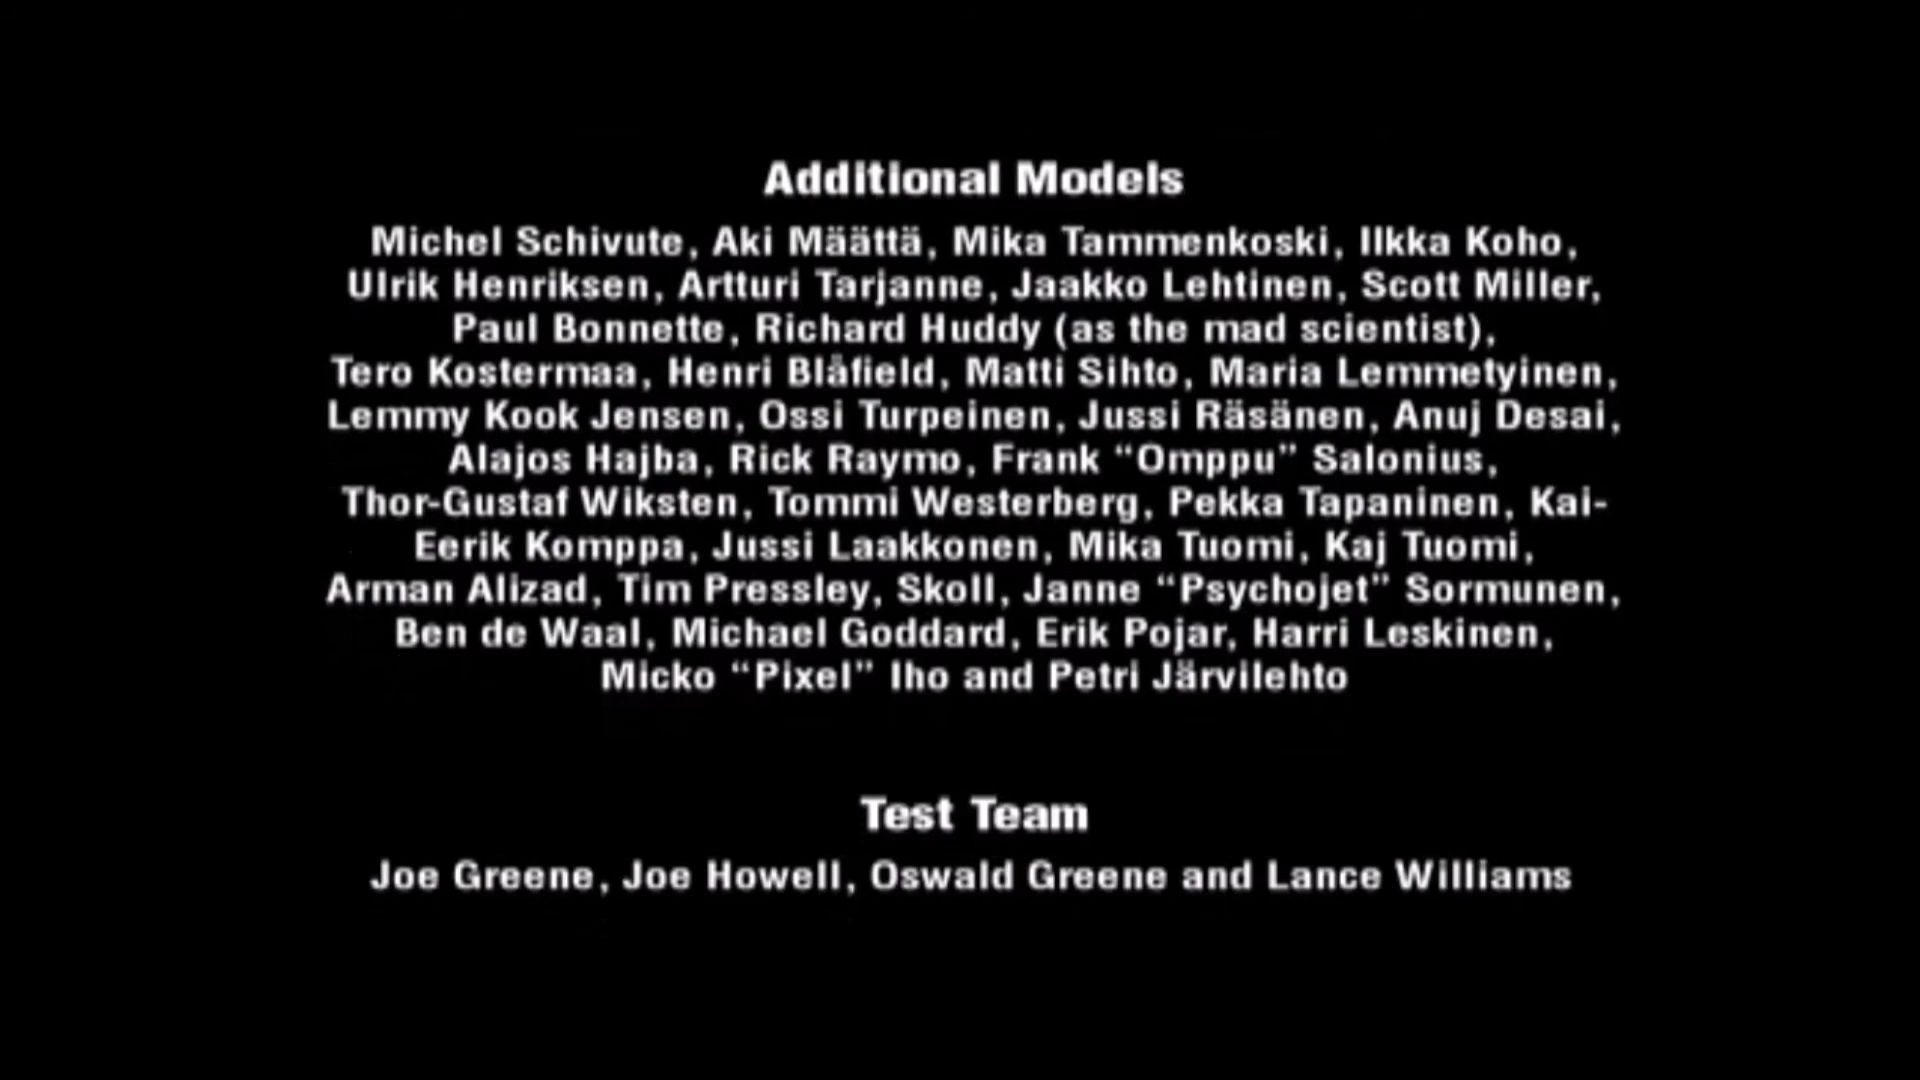 Additional Models
Michel Schivute, Aki Määttä, Mika Tammenkoski, Ilkka Koho,
Ulrik Henriksen, Artturi Tarjanne, Jaakko Lehtinen, Scott Miller,
Paul Bonnette, Richard Huddy (as the mad scientist),
Tero Kostermaa, Henri Blåfield, Matti Sihto, Maria Lemmetyinen,
Lemmy Kook Jensen, Ossi Turpeinen, Jussi Räsänen, Anuj Desai,
Alajos Hajba, Rick Raymo, Frank “Omppu” Salonius,
Thor-Gustaf Wiksten, Tommi Westerberg, Pekka Tapaninen, Kai-
Eerik Komppa, Jussi Laakkonen, Mika Tuomi, Kaj Tuomi,
Arman Alizad, Tim Pressley, Skoll, Janne “Psychojet” Sormunen,
Ben de Waal, Michael Goddard, Erik Pojar, Harri Leskinen,
Micko “Pixel” Iho and Petri Järvilehto
Test Team
Joe Greene, Joe Howell, Oswald Greene and Lance Williams